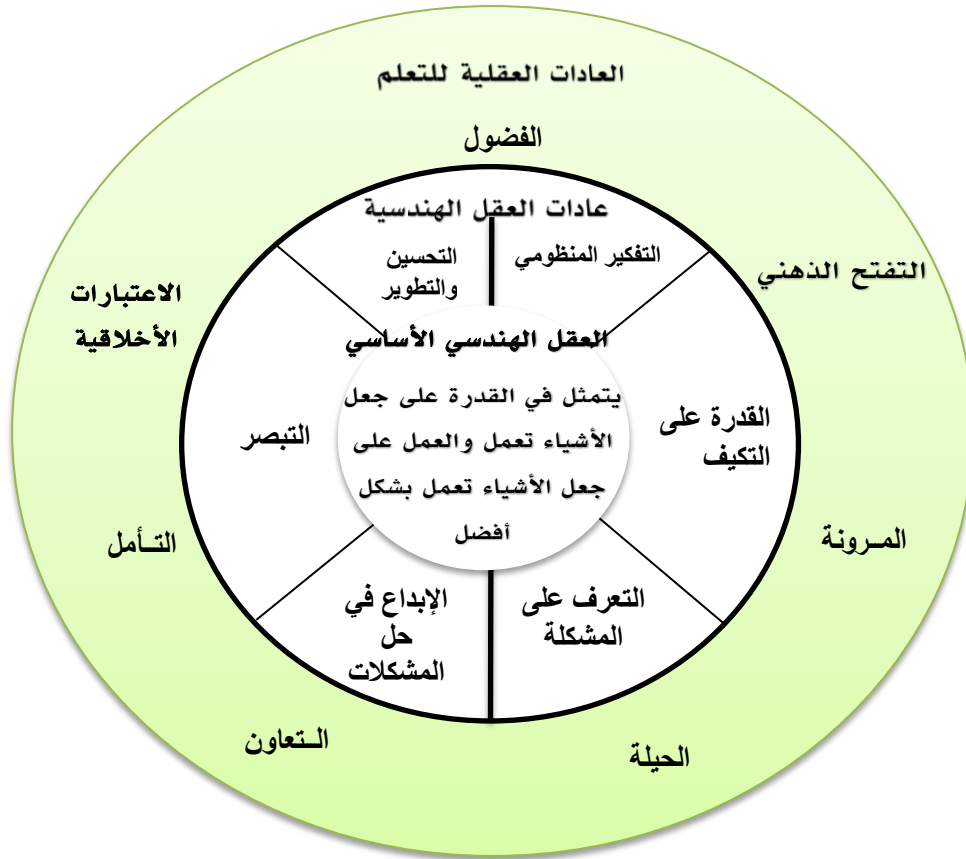 العادات العقلية للتعلم
الفضول
التفتح الذهني
المـرونة
الحيلة
الـتعاون
التـأمل
الاعتبارات
الأخلاقية
عادات العقل الهندسية
التفكير المنظومي
القدرة على
التكيف
التعرف على
المشكلة
الإبداع في
حل
المشكلات
التبصر
التحسين
والتطوير
العقل الهندسي الأساسي
يتمثل في القدرة على جعل
الأشياء تعمل والعمل على
جعل الأشياء تعمل بشكل
أفضل